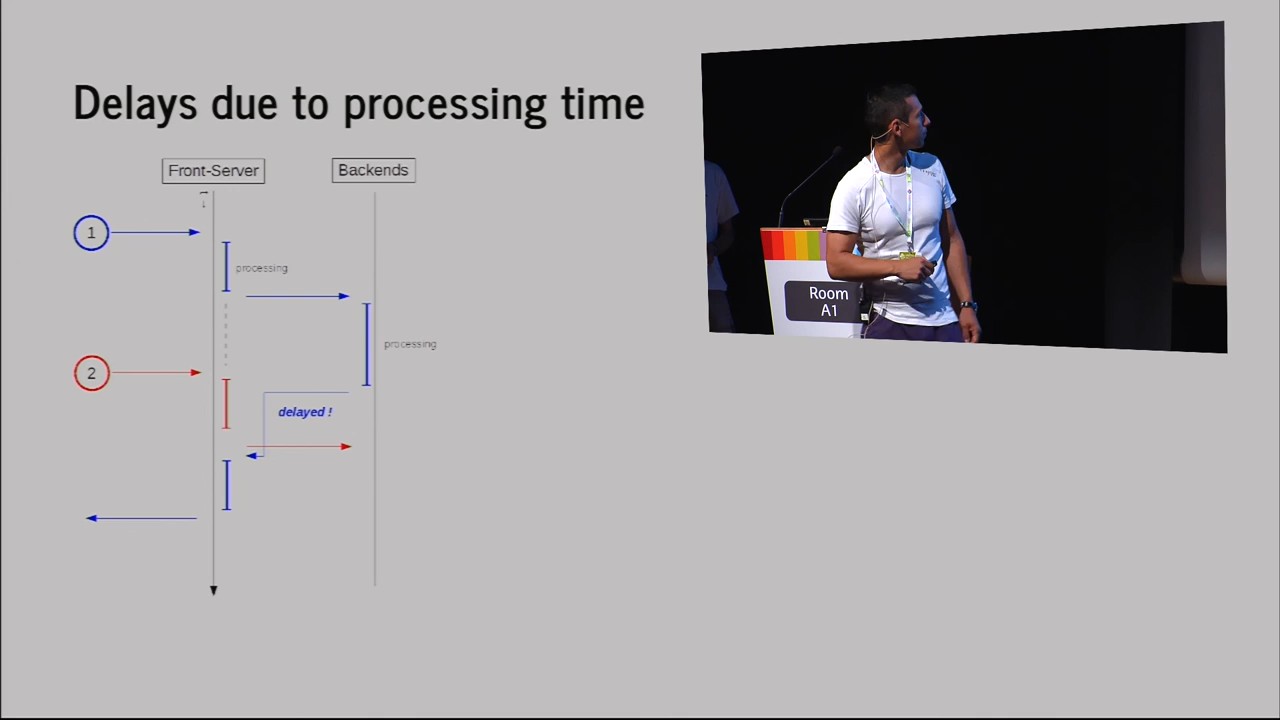 Delays due to processing time
Front-Server
Backends
1
processing
processing
2
delayed !
Room
A1